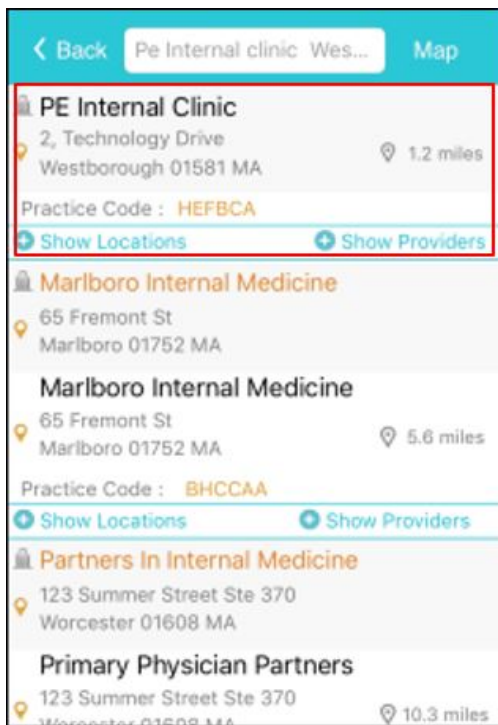 Back Pe Internal clinic Wes... Map
PE Internal Clinic
2, Technology Drive
Westborough 01581 MA
1.2 miles
Practice Code : HEFBCA
Show Locations Show Providers
Marlboro Internal Medicine
65 Fremont St
Marlboro 01752 MA
Marlboro Internal Medicine
65 Fremont St
Marlboro 01752 MA
5.6 miles
Practice Code : BHCCAA
Show Locations Show Providers
Partners In Internal Medicine
123 Summer Street Ste 370
Worcester 01608 MA
Primary Physician Partners
123 Summer Street Ste 370
Worcester 01608 MA
10.3 miles